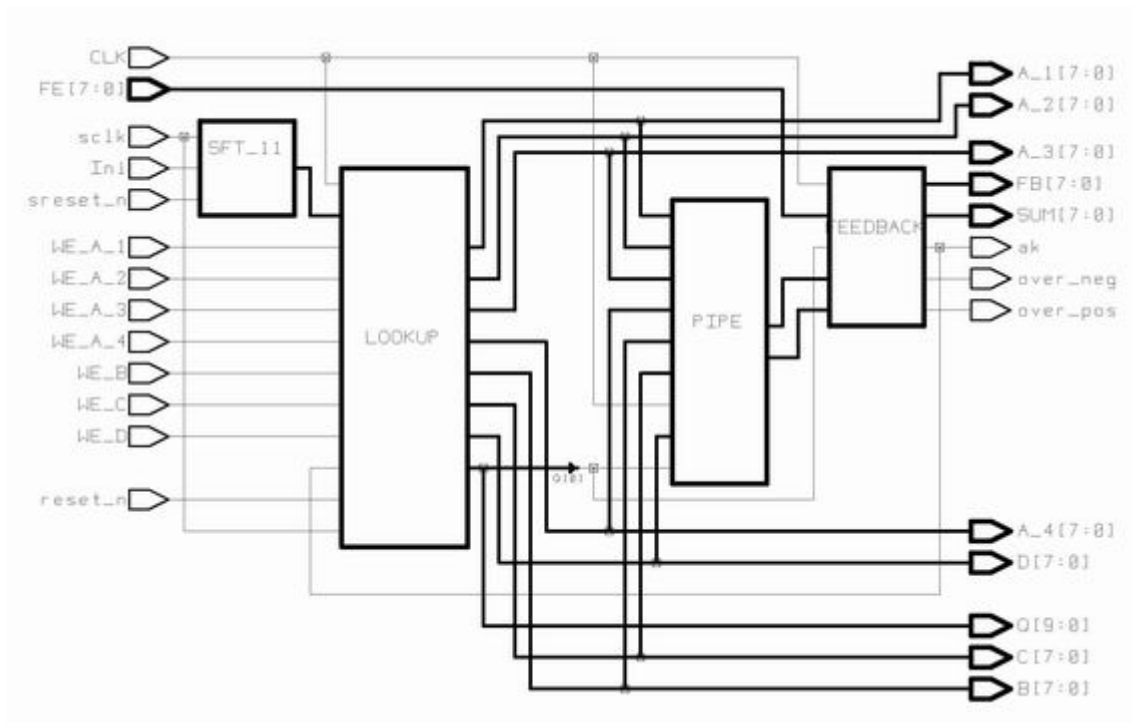 CLK
FE[7:0]
sclk
Ini
sreset_n
WE_A_1
WE_A_2
WE_A_3
WE_A_4
WE_B
WE_C
WE_D
reset_n
SFT_11
LOOKUP
Q[0]
PIPE
FEEDBACK
A_1[7:0]
A_2[7:0]
A_3[7:0]
FB[7:0]
SUM[7:0]
ak
over_neg
over_pos
A_4[7:0]
D[7:0]
Q[9:0]
C[7:0]
B[7:0]